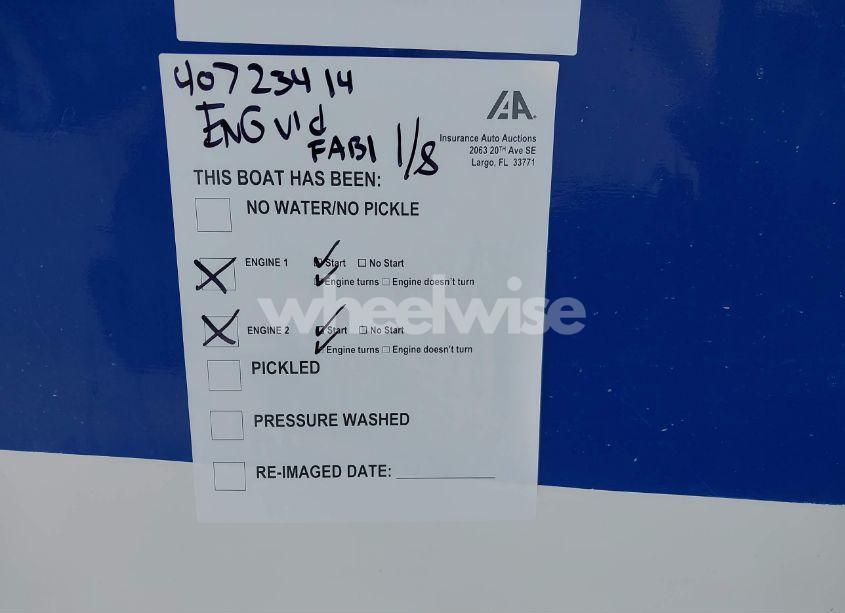 40723414
IAA.
ENG VId
FABI 1/8
Insurance Auto Auctions
2063 20TH Ave SE
Largo, FL 33771
THIS BOAT HAS BEEN:
NO WATER/NO PICKLE
ENGINE 1 Start No Start
Engine turns Engine doesn't turn
wheelwise
ENGINE 2 Start No Start
Engine turns Engine doesn't turn
PICKLED
PRESSURE WASHED
RE-IMAGED DATE: